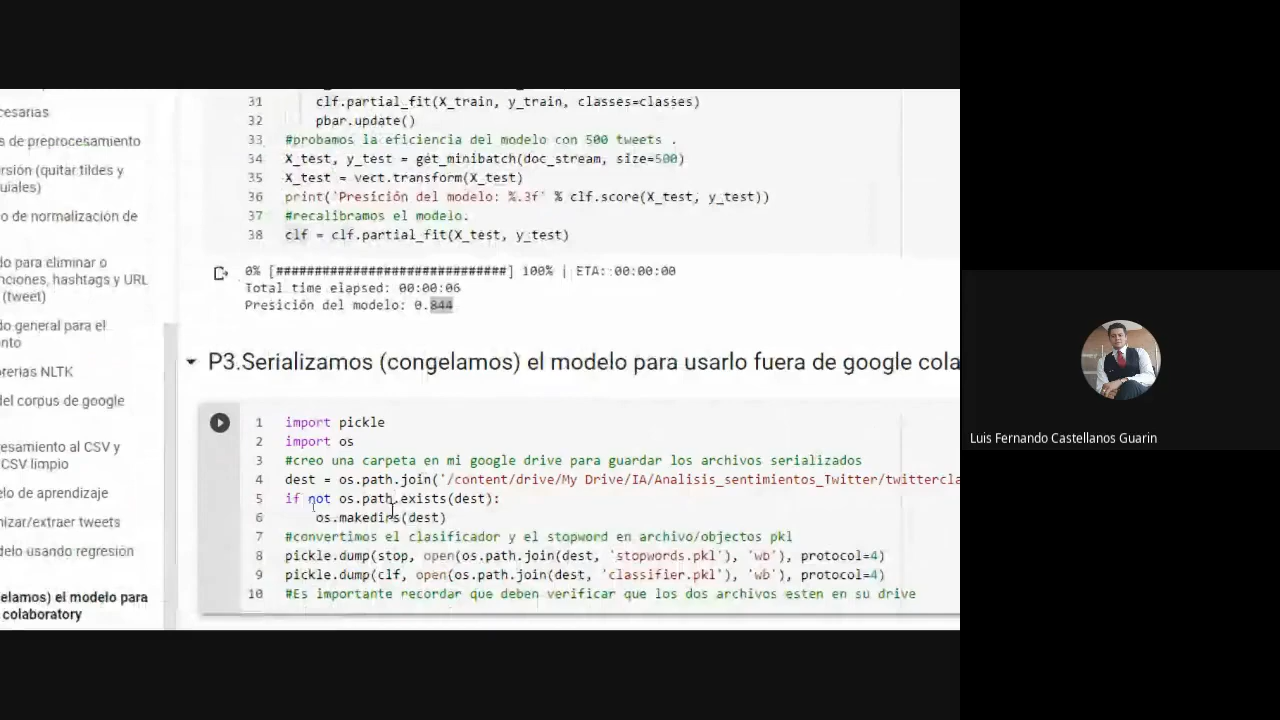 esarias
s de preprocesamiento
rsión (quitar tildes y
uiales)
o de normalización de
do para eliminar o
nciones, hashtags y URL
(tweet)
do general para el
nto
rerias NLTK
del corpus de google
esamiento al CSV y
CSV limpio
elo de aprendizaje
nizar/extraer tweets
delo usando regresión
elamos) el modelo para
colaboratory
31 clf.partial_fit(X_train, y_train, classes=classes)
32 pbar.update()
33 #probamos la eficiencia del modelo con 500 tweets .
34 X_test, y_test = get_minibatch(doc_stream, size=500)
35 X_test = vect.transform(X_test)
36 print('Presición del modelo: %.3f' % clf.score(X_test, y_test))
37 #recalibramos el modelo.
38 clf = clf.partial_fit(X_test, y_test)
0% [##############################] 100% | ETA: 00:00:00
Total time elapsed: 00:00:06
Presición del modelo: 0.844
P3.Serializamos (congelamos) el modelo para usarlo fuera de google cola
1 import pickle
2 import os
3 #creo una carpeta en mi google drive para guardar los archivos serializados
4 dest = os.path.join('/content/drive/My Drive/IA/Analisis_sentimientos_Twitter/twittercla
5 if not os.path.exists(dest):
6 os.makedirs(dest)
7 #convertimos el clasificador y el stopword en archivo/objectos pkl
8 pickle.dump(stop, open(os.path.join(dest, 'stopwords.pkl'), 'wb'), protocol=4)
9 pickle.dump(clf, open(os.path.join(dest, 'classifier.pkl'), 'wb'), protocol=4)
10 #Es importante recordar que deben verificar que los dos archivos esten en su drive
Luis Fernando Castellanos Guarin